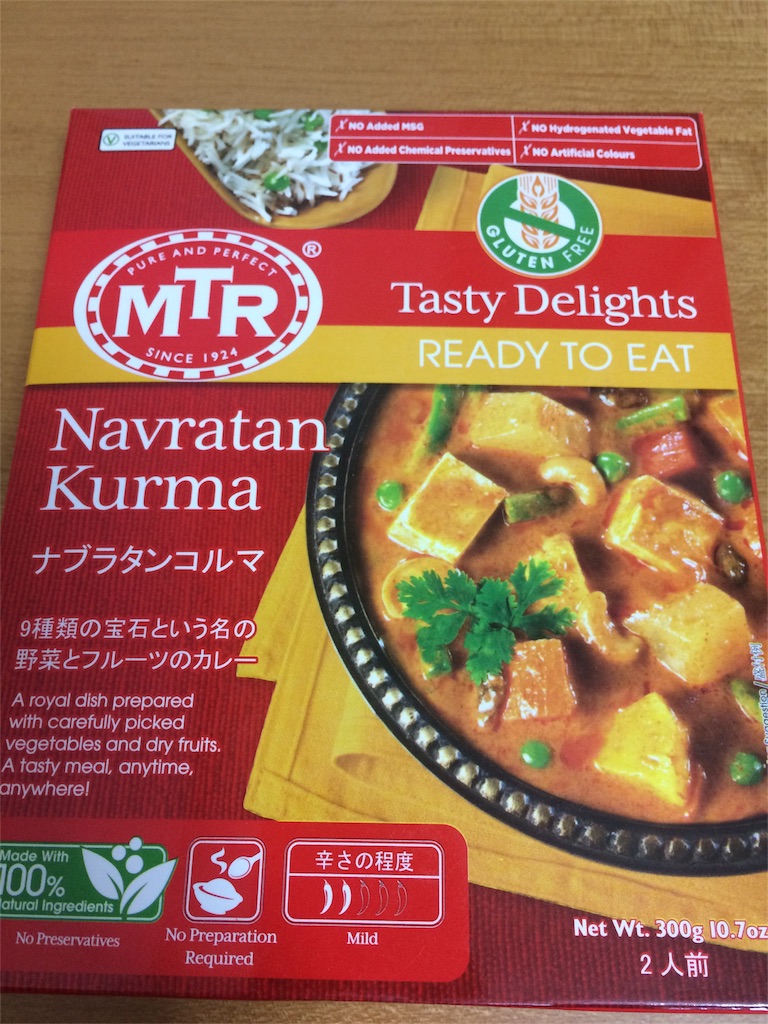 SUITABLE FOR
VEGETARIANS
NO Added MSG
NO Hydrogenated Vegetable Fat
NO Added Chemical Preservatives
NO Artificial Colours
GLUTEN FREE
PURE AND PERFECT
MTR
®
SINCE 1924
Tasty Delights
READY TO EAT
Navratan
Kurma
ナブラタンコルマ
9種類の宝石という名の
野菜とフルーツのカレー
A royal dish prepared
with carefully picked
vegetables and dry fruits.
A tasty meal, anytime,
anywhere!
Made With
100%
Natural Ingredients
No Preservatives
No Preparation
Required
辛さの程度
Mild
Net Wt. 300g 10.7oz
2人前